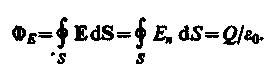 Φ_E = ∮_S E dS = ∮_S E_n dS = Q/ε₀.